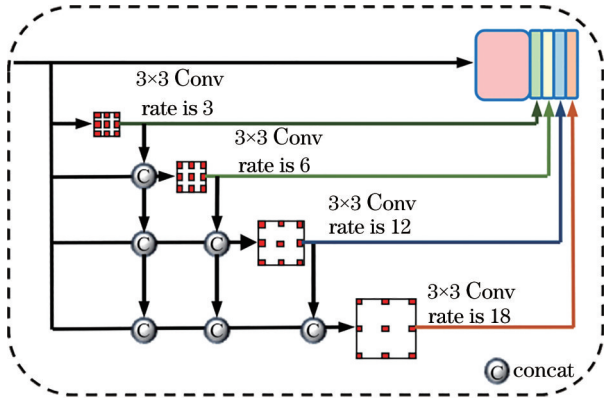 3×3 Conv
rate is 3
3×3 Conv
rate is 6
C
3×3 Conv
rate is 12
C
C
3×3 Conv
rate is 18
C
C
C
C concat